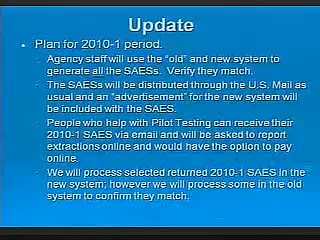 Update
• Plan for 2010-1 period.
- Agency staff will use the "old" and new system to
generate all the SAESs. Verify they match.
- The SAESs will be distributed through the U.S. Mail as
usual and an "advertisement" for the new system will
be included with the SAES.
- People who help with Pilot Testing can receive their
2010-1 SAES via email and will be asked to report
extractions online and would have the option to pay
online.
- We will process selected returned 2010-1 SAES in the
new system; however we will process some in the old
system to confirm they match.